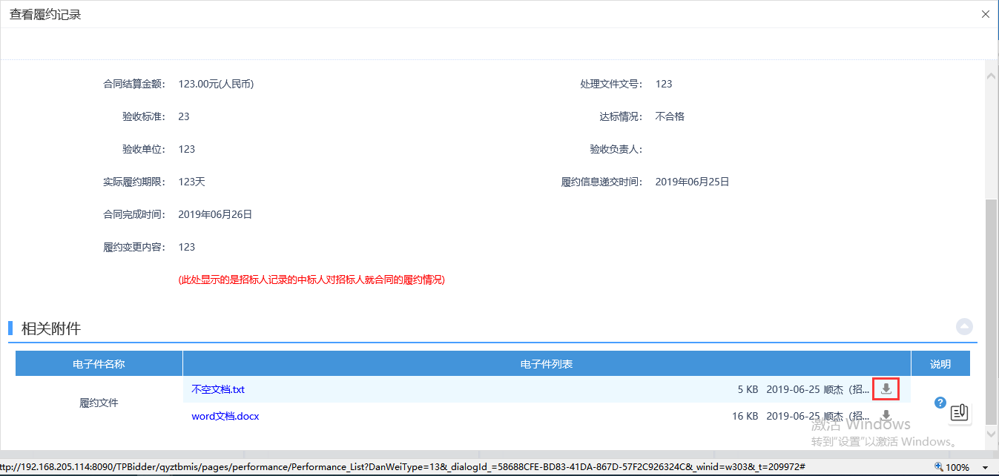 查看履约记录
合同结算金额： 123.00元(人民币) 处理文件文号： 123
验收标准： 23 达标情况： 不合格
验收单位： 123 验收负责人：
实际履约期限： 123天 履约信息递交时间： 2019年06月25日
合同完成时间： 2019年06月26日
履约变更内容： 123
(此处显示的是招标人记录的中标人对招标人就合同的履约情况)
相关附件
电子件名称 电子件列表 说明
不空文档.txt 5 KB 2019-06-25 顺杰（招...
履约文件
word文档.docx 16 KB 2019-06-25 顺杰（招...
激活 Windows
转到"设置"以激活 Windows。
ttp://192.168.205.114:8090/TPBidder/qyztbmis/pages/performance/Performance_List?DanWeiType=13&_dialogId_=58688CFE-BD83-41DA-867D-57F2C926324C&_winid=w303&_t=209972# 100%